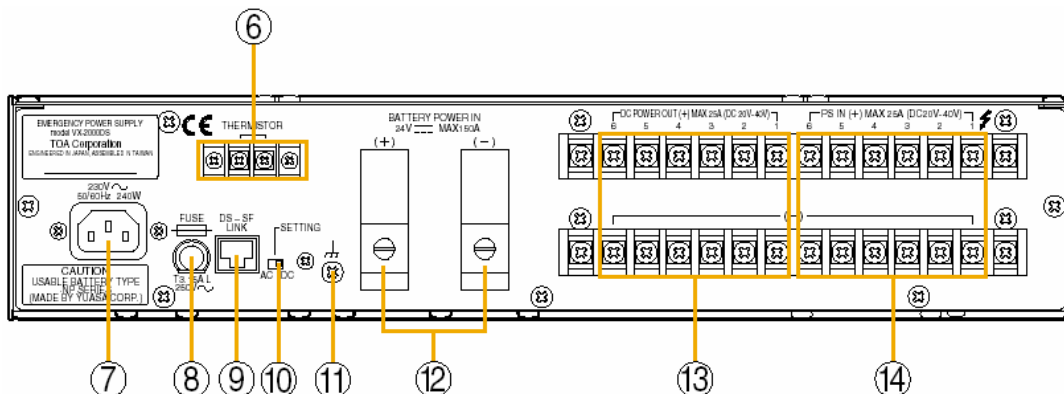 ⑥
EMERGENCY POWER SUPPLY
model VX-2000DS
TOA Corporation
ENGINEERED IN JAPAN, ASSEMBLED IN TAIWAN
CE
THERMISTOR
BATTERY POWER IN
24V MAX150A
(+) (−)
DC POWER OUT (+) MAX 25A (DC 20V-40V)
6 5 4 3 2 1
PS IN (+) MAX 25A (DC20V-40V)
6 5 4 3 2 1
230V ~
50/60Hz 240W
FUSE
DS – SF
LINK
SETTING
AC DC
250V ~
CAUTION
USABLE BATTERY TYPE
NP SERIES
(MADE BY YUASA CORP.)
⑦ ⑧ ⑨ ⑩ ⑪ ⑫ ⑬ ⑭